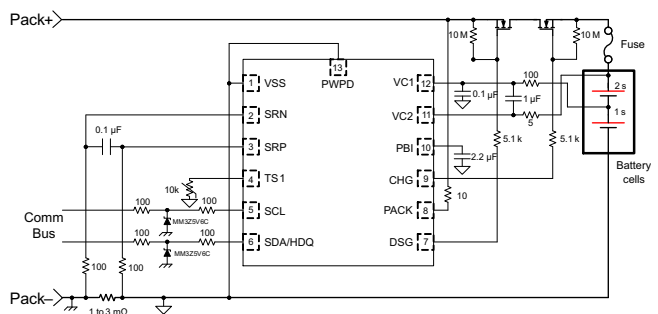 Pack+
10 M
10 M
Fuse
13
PWPD
1 VSS
VC1 12
100
2 s
0.1 µF
1 µF
2 SRN
VC2 11
5
1 s
0.1 µF
3 SRP
PBI 10
5.1 k
5.1 k
2.2 µF
Battery
cells
4 TS1
CHG 9
10k
10
Comm
Bus
100
100
5 SCL
PACK 8
MM3Z5V6C
100
100
6 SDA/HDQ
DSG 7
MM3Z5V6C
100
100
Pack–
1 to 3 mΩ